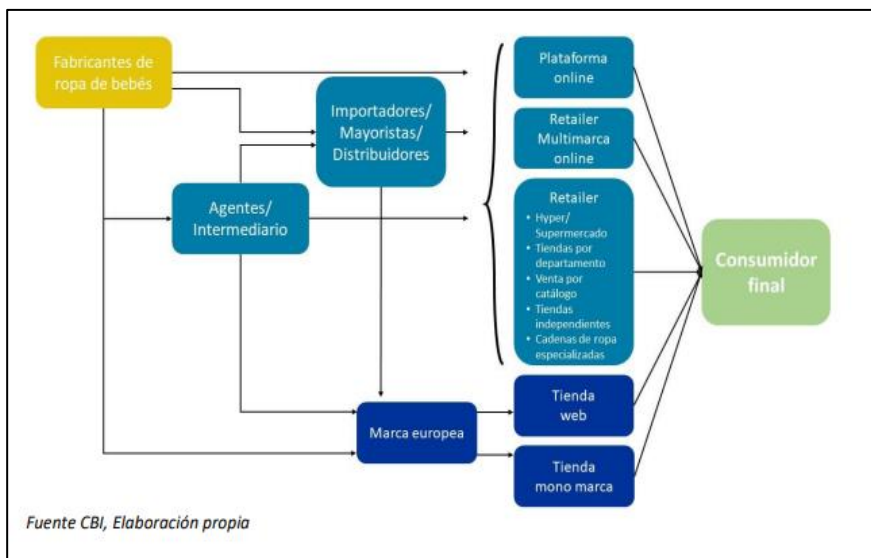 Fabricantes de
ropa de bebés
Importadores/
Mayoristas/
Distribuidores
Agentes/
Intermediario
Plataforma
online
Retailer
Multimarca
online
Retailer
• Hyper/
Supermercado
• Tiendas por
departamento
• Venta por
catálogo
• Tiendas
independientes
• Cadenas de ropa
especializadas
Consumidor
final
Marca europea
Tienda
web
Tienda
mono marca
Fuente CBI, Elaboración propia